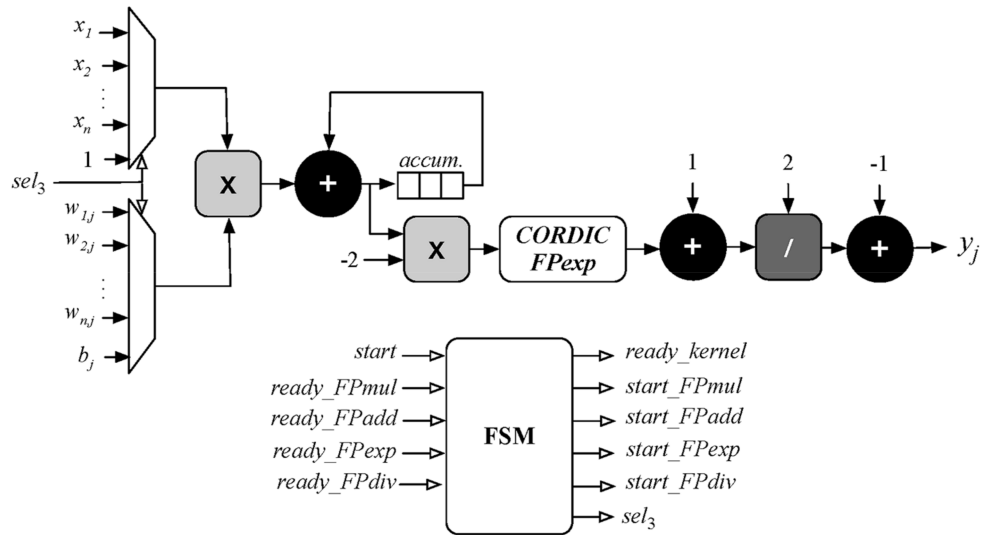 x1
x2
⋮
xn
1
sel3
w1,j
w2,j
⋮
wn,j
bj
X
+
accum.
-2
X
CORDIC
FPexp
1
+
2
/
-1
+
yj
start
ready_FPmul
ready_FPadd
ready_FPexp
ready_FPdiv
FSM
ready_kernel
start_FPmul
start_FPadd
start_FPexp
start_FPdiv
sel3